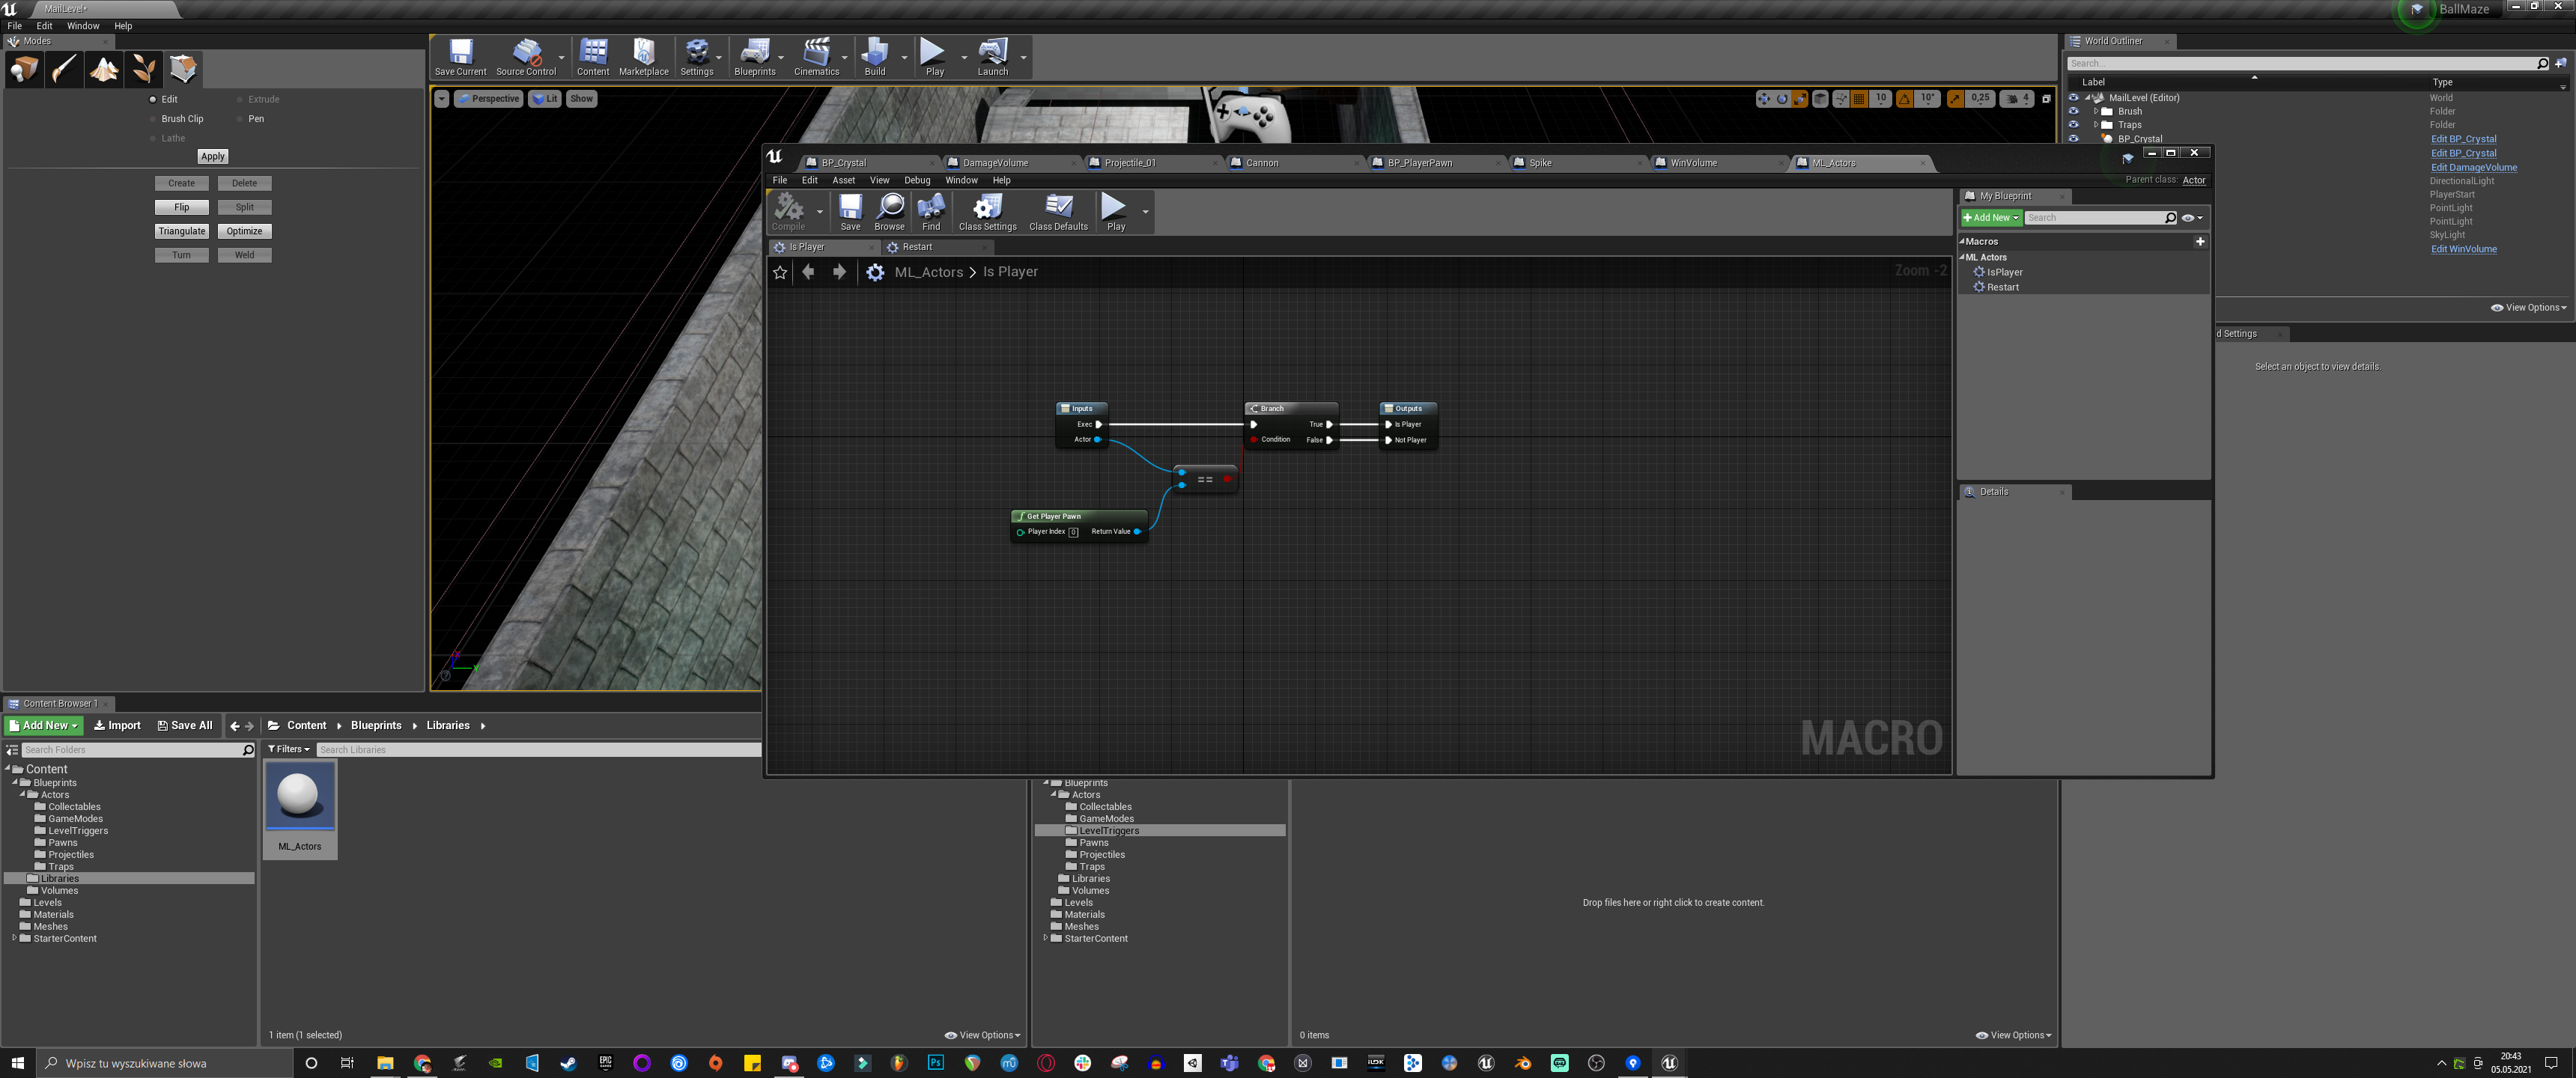 MailLevel*
BallMaze
File Edit Window Help
Modes
Edit Extrude
Brush Clip Pen
Lathe
Apply
Create Delete
Flip Split
Triangulate Optimize
Turn Weld
Save Current Source Control Content Marketplace Settings Blueprints Cinematics Build Play Launch
Perspective Lit Show
10 10° 0,25 4
World Outliner
Search...
Label Type
MailLevel (Editor) World
Brush Folder
Traps Folder
BP_Crystal Edit BP_Crystal
Edit BP_Crystal
Edit DamageVolume
DirectionalLight
PlayerStart
PointLight
PointLight
SkyLight
Edit WinVolume
View Options
d Settings
Select an object to view details.
BP_Crystal DamageVolume Projectile_01 Cannon BP_PlayerPawn Spike WinVolume ML_Actors
File Edit Asset View Debug Window Help
Parent class: Actor
Compile Save Browse Find Class Settings Class Defaults Play
Is Player Restart
ML_Actors > Is Player
Zoom -2
Inputs
Exec
Actor
Branch
True
Condition False
Outputs
Is Player
Not Player
==
Get Player Pawn
Player Index 0 Return Value
MACRO
My Blueprint
Add New Search
Macros
ML Actors
IsPlayer
Restart
Details
Content Browser 1
Add New Import Save All Content Blueprints Libraries
Search Folders
Filters Search Libraries
Content
Blueprints
Actors
Collectables
GameModes
LevelTriggers
Pawns
Projectiles
Traps
Libraries
Volumes
Levels
Materials
Meshes
StarterContent
ML_Actors
1 item (1 selected)
View Options
Blueprints
Actors
Collectables
GameModes
LevelTriggers
Pawns
Projectiles
Traps
Libraries
Volumes
Levels
Materials
Meshes
StarterContent
Drop files here or right click to create content.
0 items
View Options
Wpisz tu wyszukiwane słowa
20:43
05.05.2021